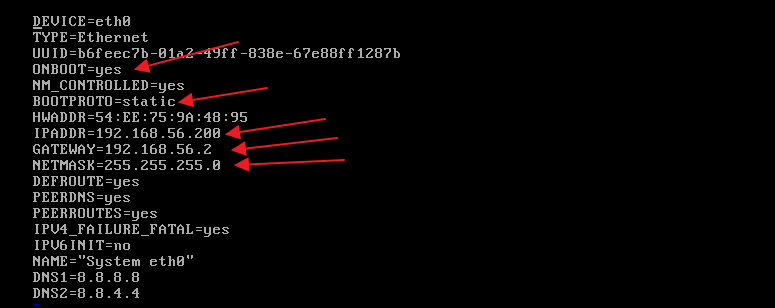 DEVICE=eth0
TYPE=Ethernet
UUID=b6feec7b-01a2-49ff-838e-67e88ff1287b
ONBOOT=yes
NM_CONTROLLED=yes
BOOTPROTO=static
HWADDR=54:EE:75:9A:48:95
IPADDR=192.168.56.200
GATEWAY=192.168.56.2
NETMASK=255.255.255.0
DEFROUTE=yes
PEERDNS=yes
PEERROUTES=yes
IPV4_FAILURE_FATAL=yes
IPV6INIT=no
NAME="System eth0"
DNS1=8.8.8.8
DNS2=8.8.4.4